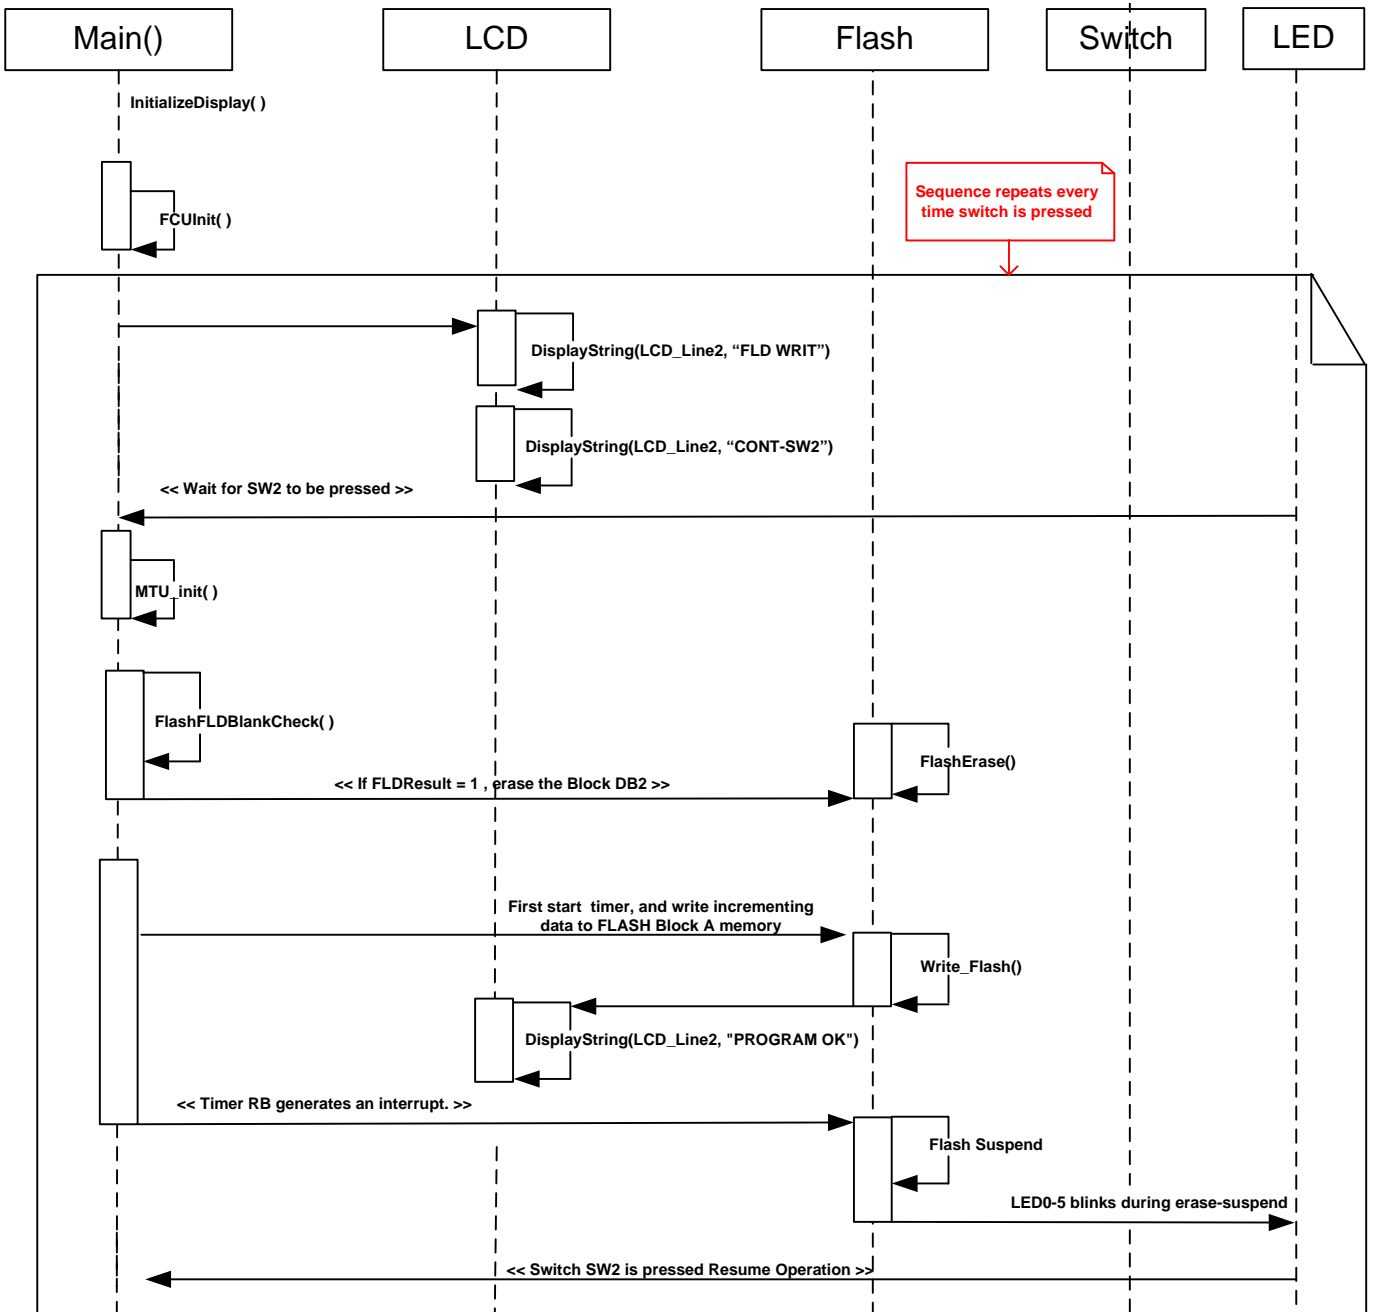 Main()
LCD
Flash
Switch
LED
InitializeDisplay( )
Sequence repeats every
time switch is pressed
FCUInit( )
DisplayString(LCD_Line2, “FLD WRIT”)
DisplayString(LCD_Line2, “CONT-SW2”)
<< Wait for SW2 to be pressed >>
MTU_init( )
FlashFLDBlankCheck( )
FlashErase()
<< If FLDResult = 1 , erase the Block DB2 >>
First start  timer, and write incrementing
data to FLASH Block A memory
Write_Flash()
DisplayString(LCD_Line2, "PROGRAM OK")
<< Timer RB generates an interrupt. >>
Flash Suspend
LED0-5 blinks during erase-suspend
<< Switch SW2 is pressed Resume Operation >>